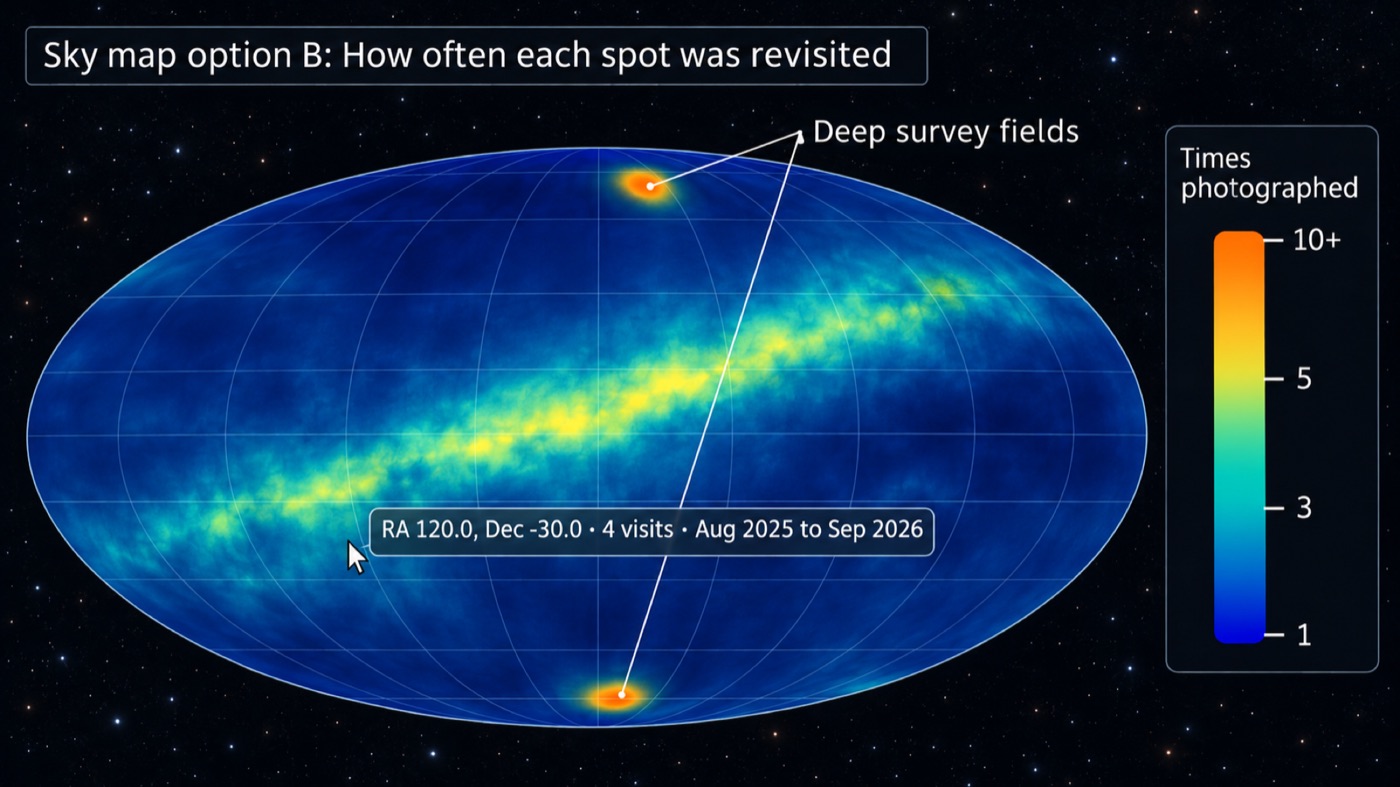 Sky map option B: How often each spot was revisited
Deep survey fields
Times
photographed
10+
5
3
1
RA 120.0, Dec -30.0 · 4 visits · Aug 2025 to Sep 2026